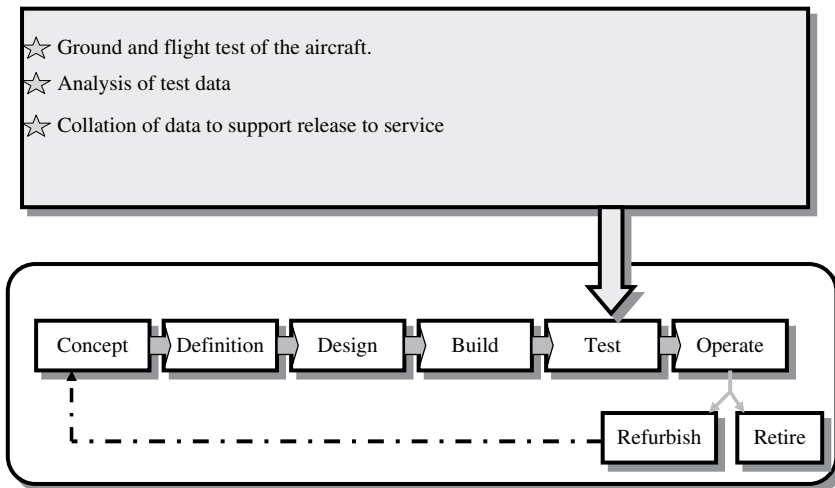 Ground and flight test of the aircraft.
Analysis of test data
Collation of data to support release to service
Concept
Definition
Design
Build
Test
Operate
Refurbish
Retire